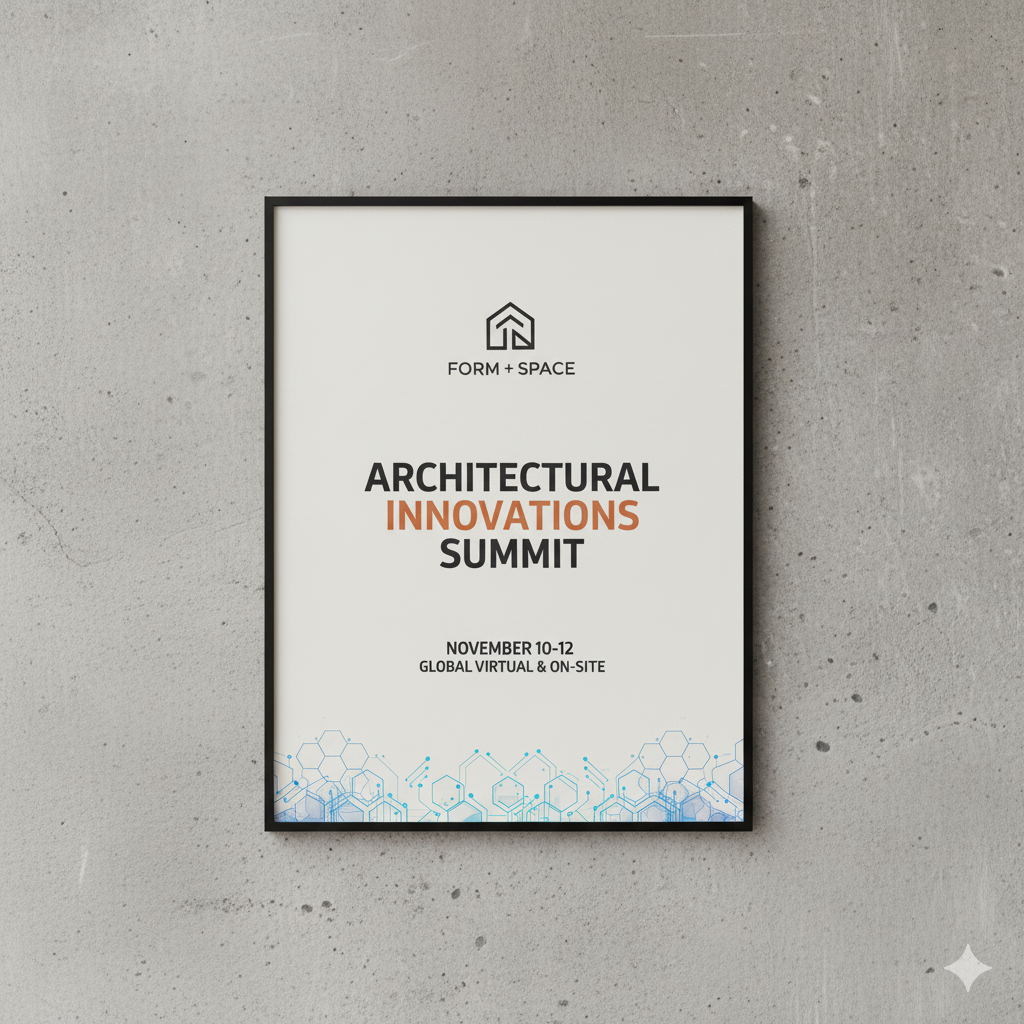 FORM + SPACE
ARCHITECTURAL
INNOVATIONS
SUMMIT
NOVEMBER 10-12
GLOBAL VIRTUAL & ON-SITE